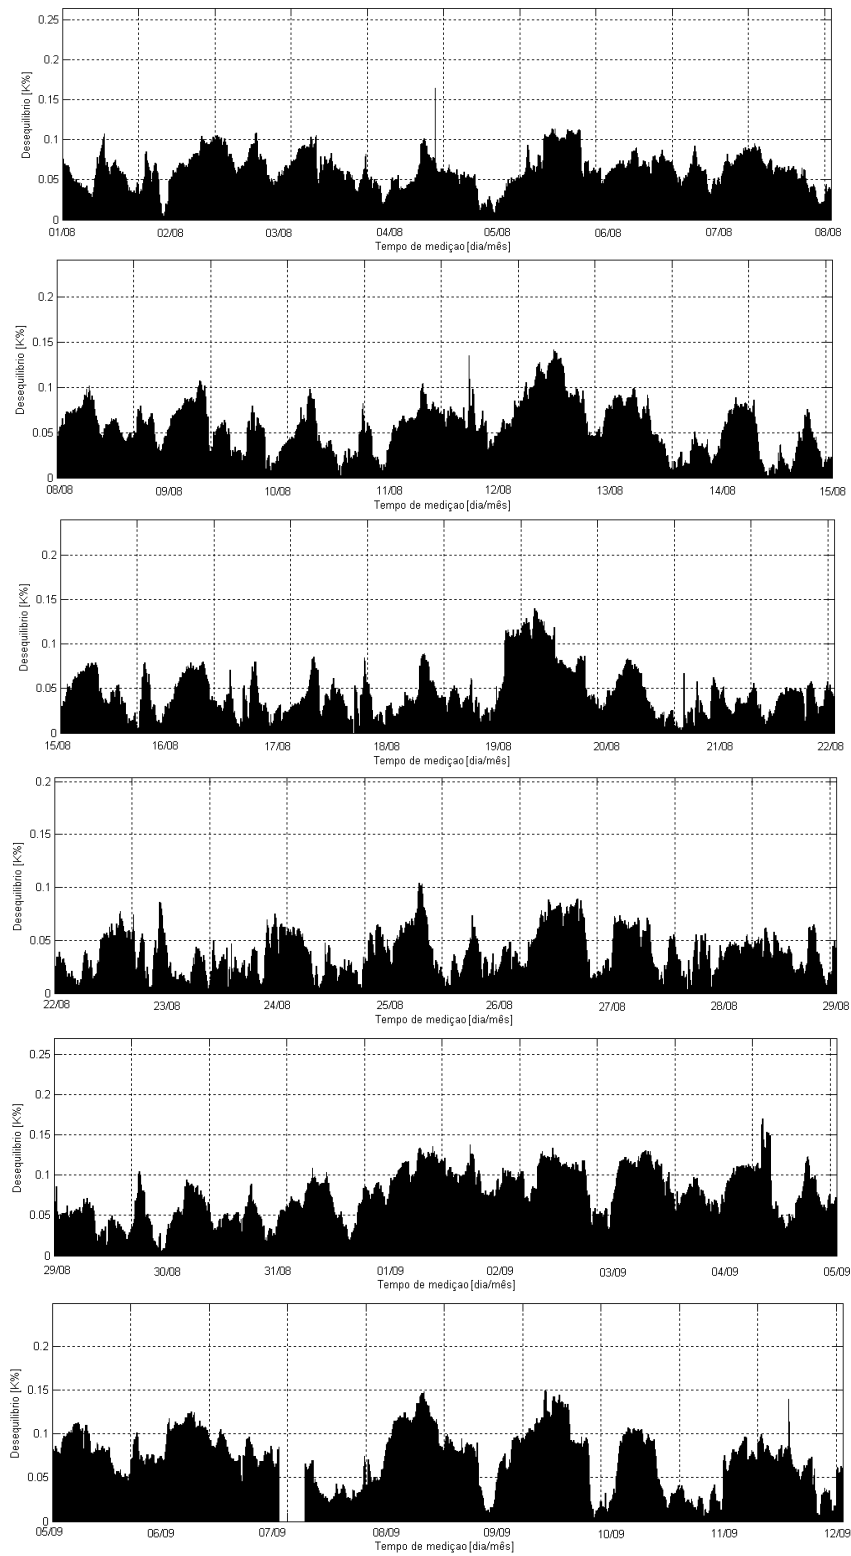 0.25
0.2
0.15
0.1
0.05
0
Desequilibrio [K%]
01/08 02/08 03/08 04/08 05/08 06/08 07/08 08/08
Tempo de mediçao [dia/mês]
0.2
0.15
0.1
0.05
0
Desequilibrio [K%]
08/08 09/08 10/08 11/08 12/08 13/08 14/08 15/08
Tempo de mediçao [dia/mês]
0.2
0.15
0.1
0.05
0
Desequilibrio [K%]
15/08 16/08 17/08 18/08 19/08 20/08 21/08 22/08
Tempo de mediçao [dia/mês]
0.2
0.15
0.1
0.05
0
Desequilibrio [K%]
22/08 23/08 24/08 25/08 26/08 27/08 28/08 29/08
Tempo de mediçao [dia/mês]
0.25
0.2
0.15
0.1
0.05
0
Desequilibrio [K%]
29/08 30/08 31/08 01/09 02/09 03/09 04/09 05/09
Tempo de mediçao [dia/mês]
0.2
0.15
0.1
0.05
0
Desequilibrio [K%]
05/09 06/09 07/09 08/09 09/09 10/09 11/09 12/09
Tempo de mediçao [dia/mês]